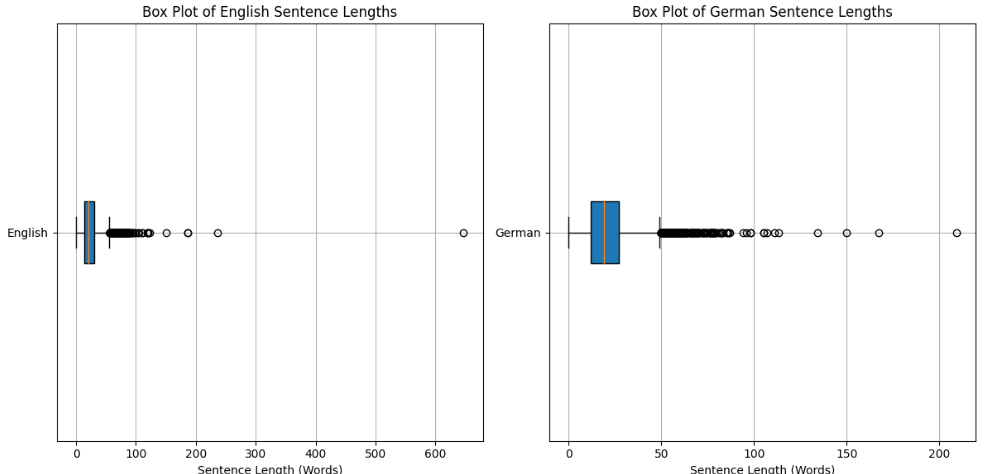 Box Plot of English Sentence Lengths
English
0 100 200 300 400 500 600
Sentence Length (Words)
Box Plot of German Sentence Lengths
German
0 50 100 150 200
Sentence Length (Words)